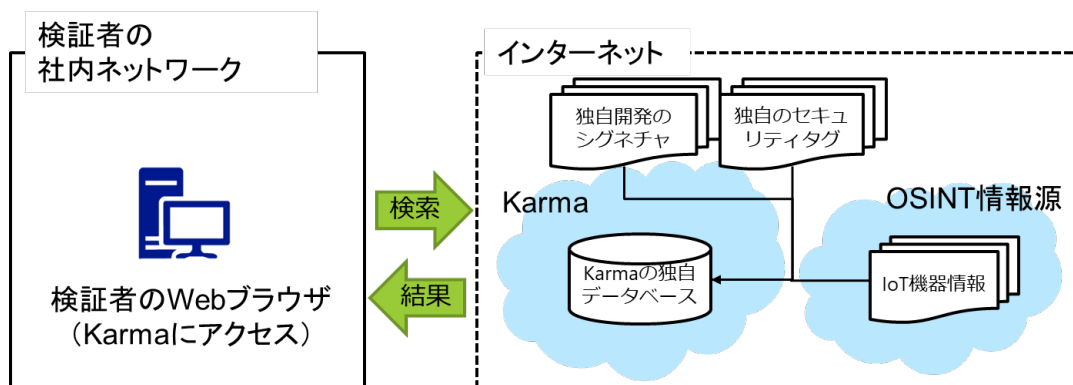 検証者の
社内ネットワーク
検証者のWebブラウザ
（Karmaにアクセス）
検索
結果
インターネット
独自開発の
シグネチャ
独自のセキュ
リティタグ
Karma
Karmaの独自
データベース
OSINT情報源
IoT機器情報